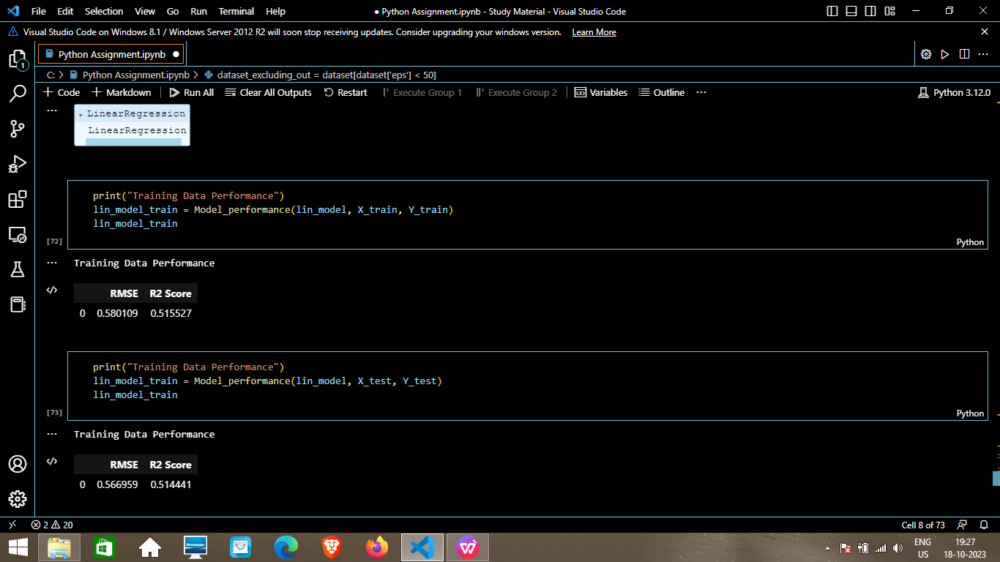 File Edit Selection View Go Run Terminal Help
● Python Assignment.ipynb - Study Material - Visual Studio Code
Visual Studio Code on Windows 8.1 / Windows Server 2012 R2 will soon stop receiving updates. Consider upgrading your windows version. Learn More
Python Assignment.ipynb ●
1
C: > Python Assignment.ipynb > dataset_excluding_out = dataset[dataset['eps'] < 50]
+ Code + Markdown Run All Clear All Outputs Restart Execute Group 1 Execute Group 2 Variables Outline ... Python 3.12.0
...
LinearRegression
LinearRegression
print("Training Data Performance")
lin_model_train = Model_performance(lin_model, X_train, Y_train)
lin_model_train
[72]
Python
... Training Data Performance
</>
RMSE R2 Score
0 0.580109 0.515527
print("Training Data Performance")
lin_model_train = Model_performance(lin_model, X_test, Y_test)
lin_model_train
[73]
Python
... Training Data Performance
</>
RMSE R2 Score
0 0.566959 0.514441
2 20
Cell 8 of 73
lenovo
ENG
US
19:27
18-10-2023